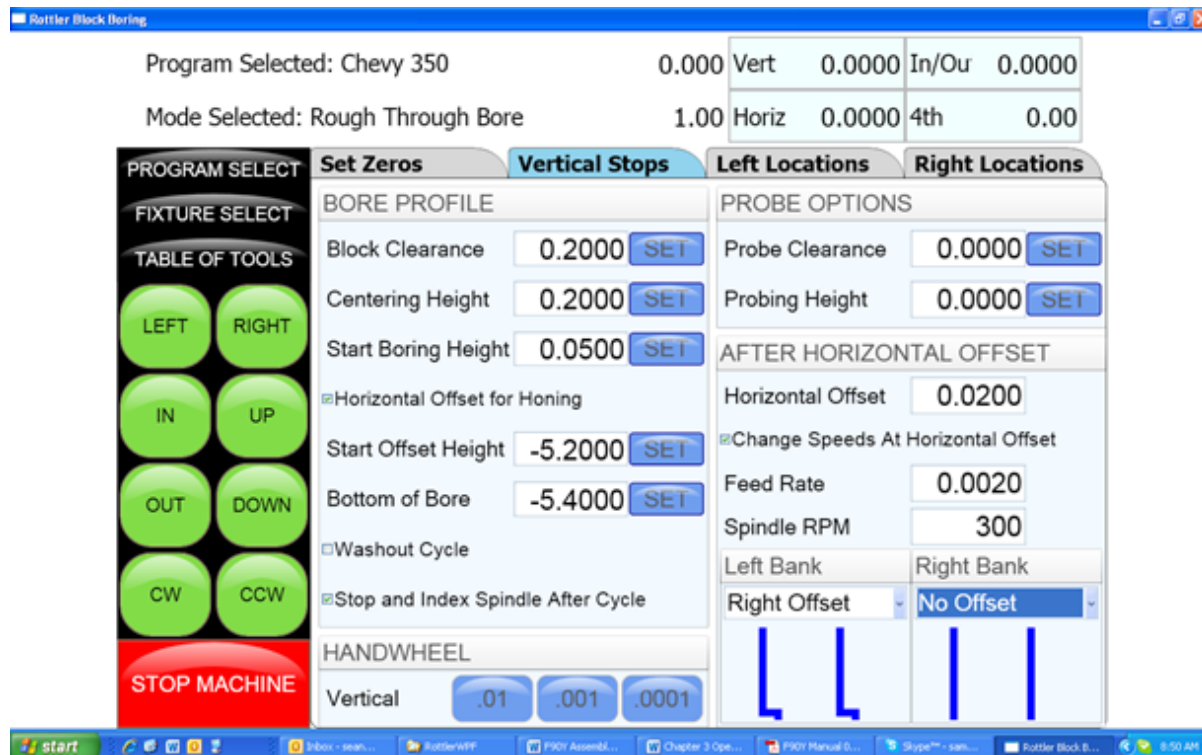 Rottler Block Boring
Program Selected: Chevy 350
0.000
Vert 0.0000
In/Ou 0.0000
Mode Selected: Rough Through Bore
1.00
Horiz 0.0000
4th 0.00
PROGRAM SELECT
FIXTURE SELECT
TABLE OF TOOLS
LEFT
RIGHT
IN
UP
OUT
DOWN
CW
CCW
STOP MACHINE
Set Zeros
Vertical Stops
Left Locations
Right Locations
BORE PROFILE
Block Clearance 0.2000 SET
Centering Height 0.2000 SET
Start Boring Height 0.0500 SET
Horizontal Offset for Honing
Start Offset Height -5.2000 SET
Bottom of Bore -5.4000 SET
Washout Cycle
Stop and Index Spindle After Cycle
HANDWHEEL
Vertical .01 .001 .0001
PROBE OPTIONS
Probe Clearance 0.0000 SET
Probing Height 0.0000 SET
AFTER HORIZONTAL OFFSET
Horizontal Offset 0.0200
Change Speeds At Horizontal Offset
Feed Rate 0.0020
Spindle RPM 300
Left Bank
Right Bank
Right Offset
No Offset
start
Inbox - sean...
RottlerWPF
F90Y Assembl...
Chapter 3 Ope...
F90Y Manual 0...
Skype™ - sam...
Rottler Block B...
8:50 AM